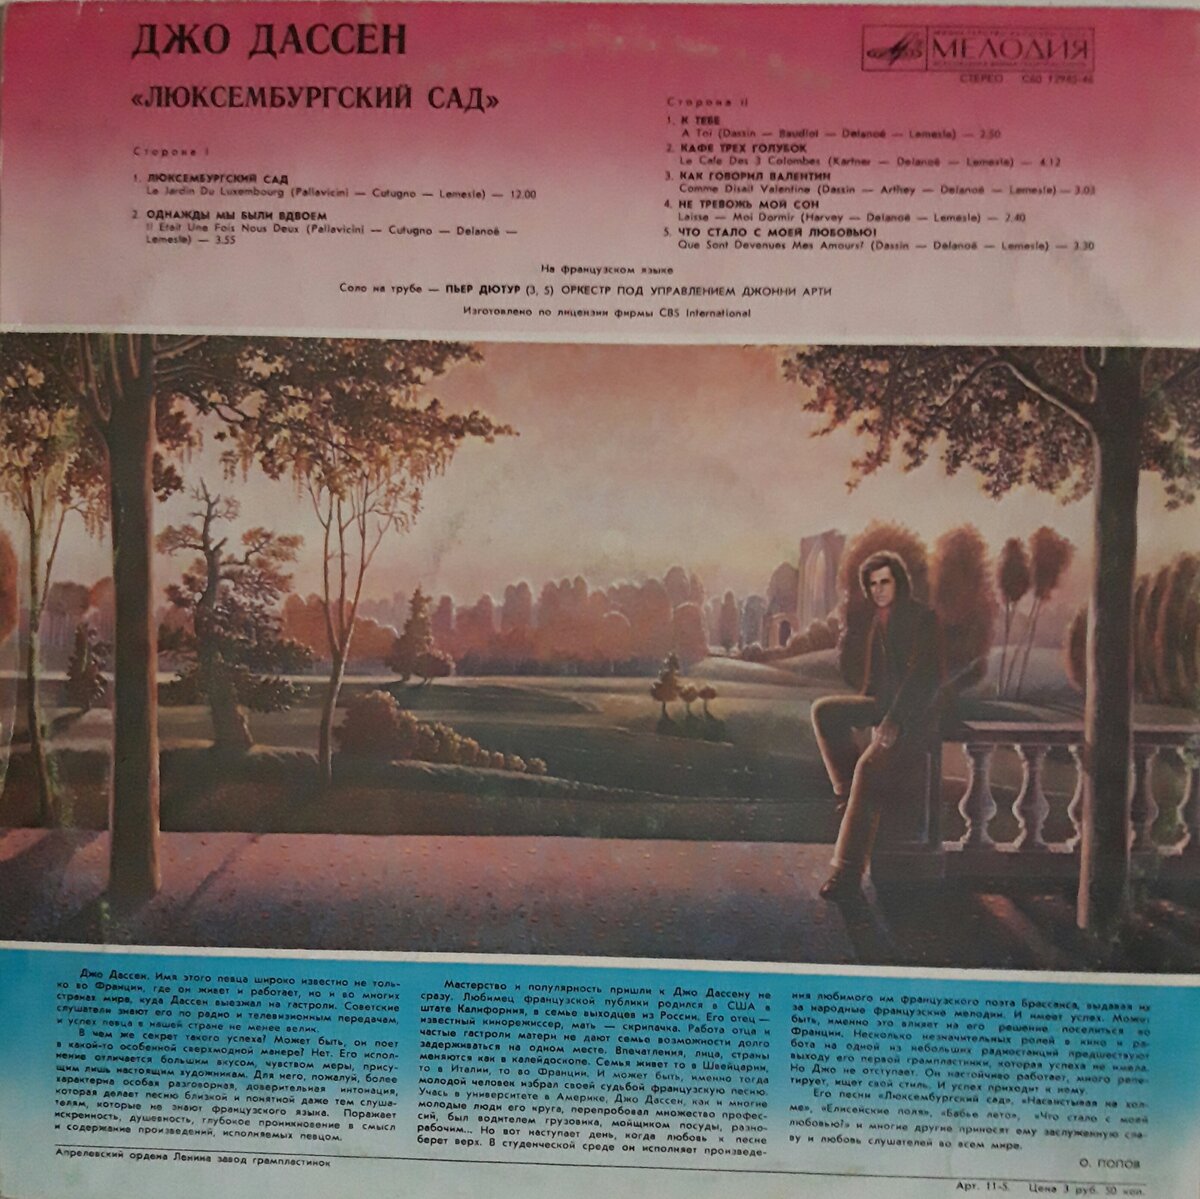 ДЖО ДАССЕН
«ЛЮКСЕМБУРГСКИЙ САД»
Сторона I
1. ЛЮКСЕМБУРГСКИЙ САД
Le Jardin Du Luxembourg (Pallavicini — Cutugno — Lemesle) — 12.00
2. ОДНАЖДЫ МЫ БЫЛИ ВДВОЕМ
Il Etait Une Fois Nous Deux (Pallavicini — Cutugno — Delanoë —
Lemesle) — 3.55
МЕЛОДИЯ
СТЕРЕО С60 12985-46
Сторона II
1. К ТЕБЕ
A Toi (Dassin — Baudlot — Delanoë — Lemesle) — 2.50
2. КАФЕ ТРЕХ ГОЛУБОК
Le Cafe Des 3 Colombes (Kartner — Delanoë — Lemesle) — 4.12
3. КАК ГОВОРИЛ ВАЛЕНТИН
Comme Disait Valentine (Dassin — Arthey — Delanoë — Lemesle) — 3.03
4. НЕ ТРЕВОЖЬ МОЙ СОН
Laisse — Moi Dormir (Harvey — Delanoë — Lemesle) — 2.40
5. ЧТО СТАЛО С МОЕЙ ЛЮБОВЬЮ!
Que Sont Devenues Mes Amours? (Dassin — Delanoë — Lemesle) — 3.30
На французском языке
Соло на трубе — ПЬЕР ДЮТУР (3, 5) ОРКЕСТР ПОД УПРАВЛЕНИЕМ ДЖОННИ АРТИ
Изготовлено по лицензии фирмы CBS International
Джо Дассен. Имя этого певца широко известно не толь-
ко во Франции, где он живет и работает, но и во многих
странах мира, куда Дассен выезжал на гастроли. Советские
слушатели знают его по радио и телевизионным передачам,
и успех певца в нашей стране не менее велик.
В чем же секрет такого успеха? Может быть, он поет
в какой-то особенной сверхмодной манере? Нет. Его испол-
нение отличается большим вкусом, чувством меры, прису-
щим лишь настоящим художникам. Для него, пожалуй, более
характерна особая разговорная, доверительная интонация,
которая делает песню близкой и понятной даже тем слуша-
телям, которые не знают французского языка. Поражает
искренность, душевность, глубокое проникновение в смысл
и содержание произведений, исполняемых певцом.
Мастерство и популярность пришли к Джо Дассену не
сразу. Любимец французской публики родился в США в
штате Калифорния, в семье выходцев из России. Его отец —
известный кинорежиссер, мать — скрипачка. Работа отца и
частые гастроли матери не дают семье возможности долго
задерживаться на одном месте. Впечатления, лица, страны
меняются как в калейдоскопе. Семья живет то в Швейцарии,
то в Италии, то во Франции. И может быть, именно тогда
молодой человек избрал своей судьбой французскую песню.
Учась в университете в Америке, Джо Дассен, как и многие
молодые люди его круга, перепробовал множество профес-
сий, был водителем грузовика, мойщиком посуды, разно-
рабочим... Но вот наступает день, когда любовь к песне
берет верх. В студенческой среде он исполняет произведе-
ния любимого им французского поэта Брассанса, выдавая их
за народные французские мелодии. И имеет успех. Может
быть, именно это влияет на его решение поселиться во
Франции. Несколько незначительных ролей в кино и ра-
бота на одной из небольших радиостанций предшествуют
выходу его первой грампластинки, которая успеха не имела.
Но Джо не отступает. Он настойчиво работает, много репе-
тирует, ищет свой стиль. И успех приходит к нему.
Его песни «Люксембургский сад», «Насвистывая на хол-
ме», «Елисейские поля», «Бабье лето», «Что стало с моей
любовью?» и многие другие приносят ему заслуженную сла-
ву и любовь слушателей во всем мире.
О. ПОПОВ
Апрелевский ордена Ленина завод грампластинок
Арт. 11-5. Цена 3 руб. 50 коп.